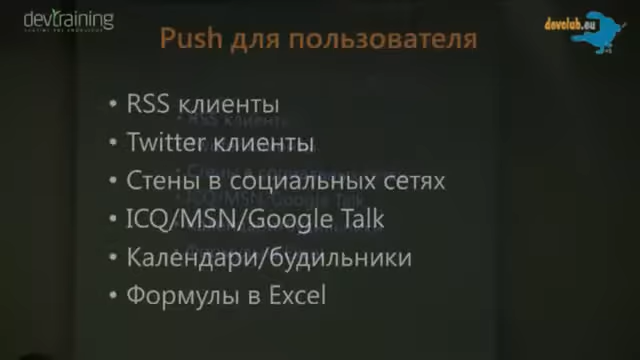 devtraining
devclub.eu
Push для пользователя
• RSS клиенты
• Twitter клиенты
• Стены в социальных сетях
• ICQ/MSN/Google Talk
• Календари/будильники
• Формулы в Excel